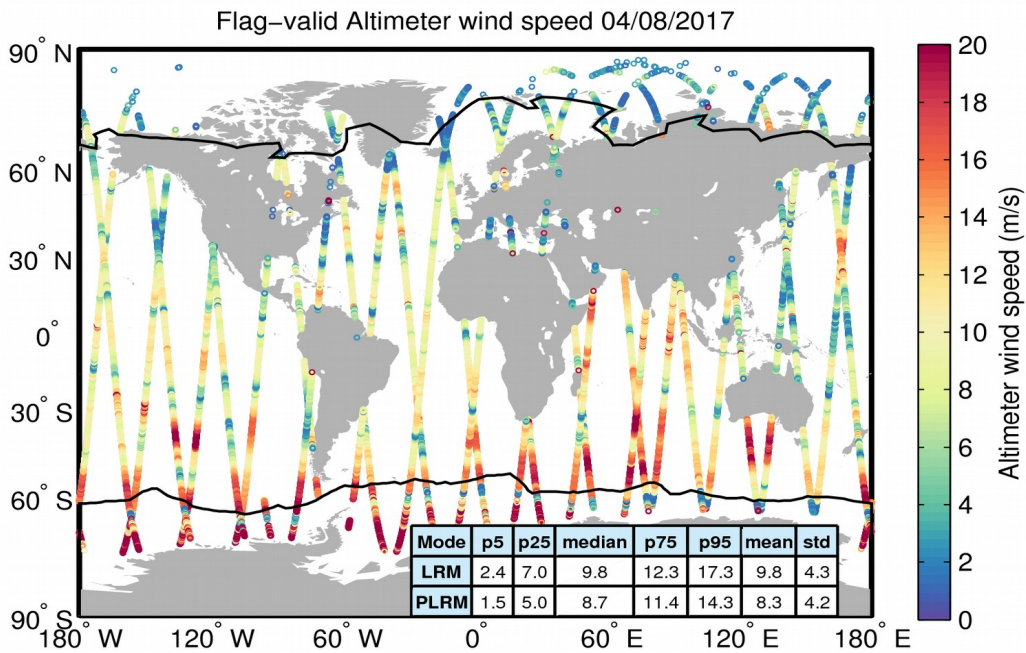 Flag-valid Altimeter wind speed 04/08/2017
90° N
60° N
30° N
0°
30° S
60° S
90° S
180° W
120° W
60° W
0°
60° E
120° E
180° E
Mode p5 p25 median p75 p95 mean std
LRM 2.4 7.0 9.8 12.3 17.3 9.8 4.3
PLRM 1.5 5.0 8.7 11.4 14.3 8.3 4.2
20
18
16
14
12
10
8
6
4
2
0
Altimeter wind speed (m/s)